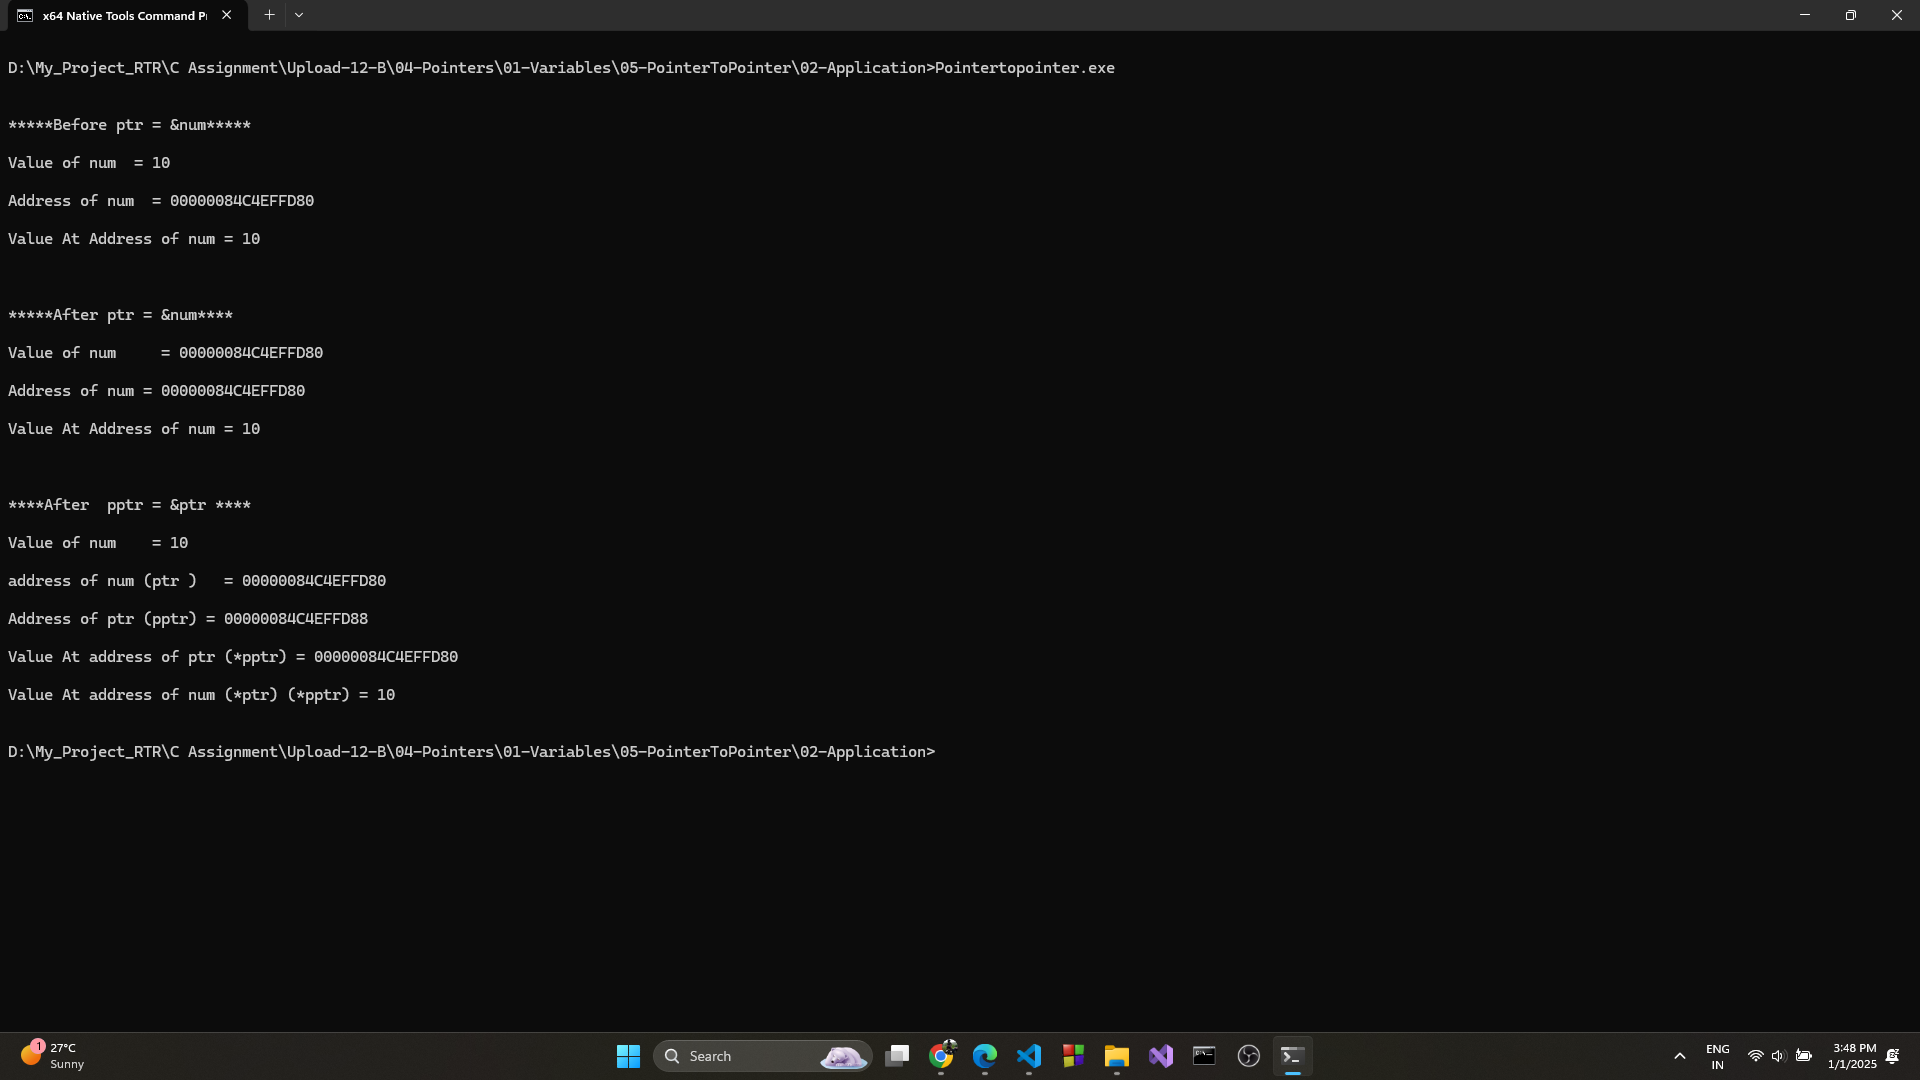 x64 Native Tools Command P
D:\My_Project_RTR\C Assignment\Upload-12-B\04-Pointers\01-Variables\05-PointerToPointer\02-Application>Pointertopointer.exe
*****Before ptr = &num*****
Value of num  = 10
Address of num  = 00000084C4EFFD80
Value At Address of num = 10
*****After ptr = &num****
Value of num     = 00000084C4EFFD80
Address of num = 00000084C4EFFD80
Value At Address of num = 10
****After  pptr = &ptr ****
Value of num    = 10
address of num (ptr )   = 00000084C4EFFD80
Address of ptr (pptr) = 00000084C4EFFD88
Value At address of ptr (*pptr) = 00000084C4EFFD80
Value At address of num (*ptr) (*pptr) = 10
D:\My_Project_RTR\C Assignment\Upload-12-B\04-Pointers\01-Variables\05-PointerToPointer\02-Application>
1
27°C
Sunny
Search
ENG
IN
3:48 PM
1/1/2025